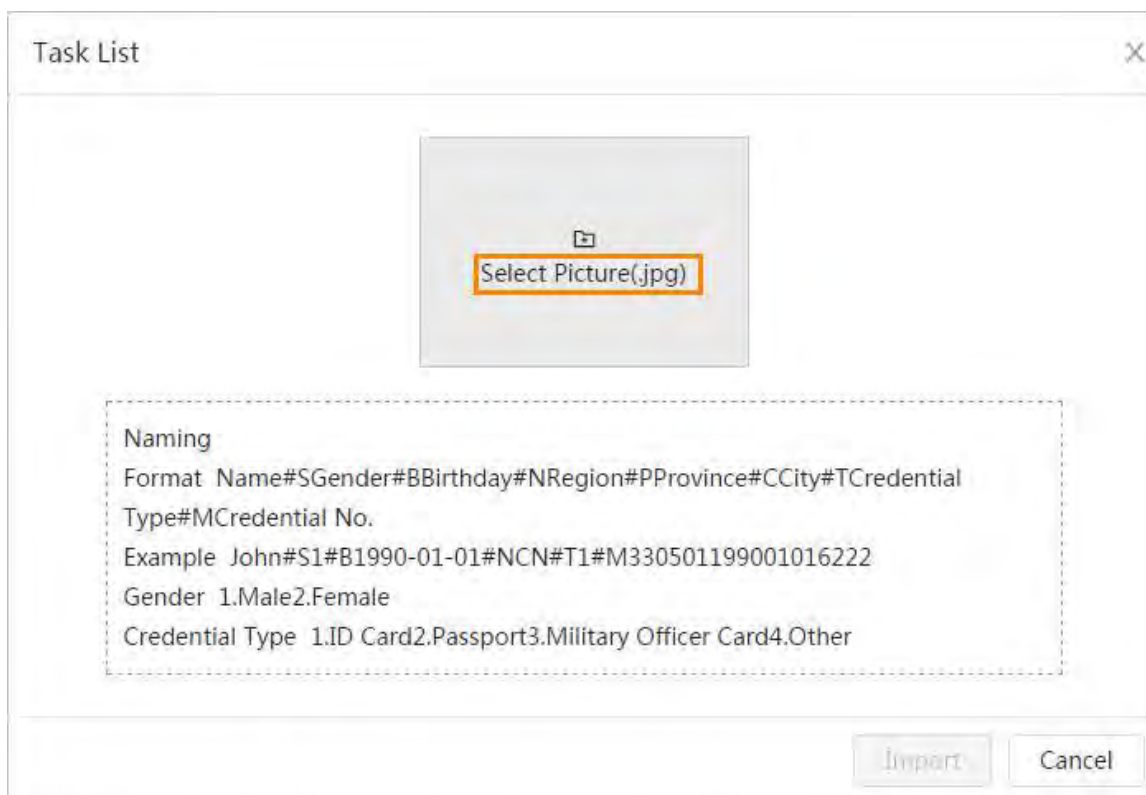 Task List
X
Select Picture(.jpg)
Naming
Format Name#SGender#BBirthday#NRegion#PProvince#CCity#TCredential
Type#MCredential No.
Example John#S1#B1990-01-01#NCN#T1#M330501199001016222
Gender 1.Male2.Female
Credential Type 1.ID Card2.Passport3.Military Officer Card4.Other
Import Cancel